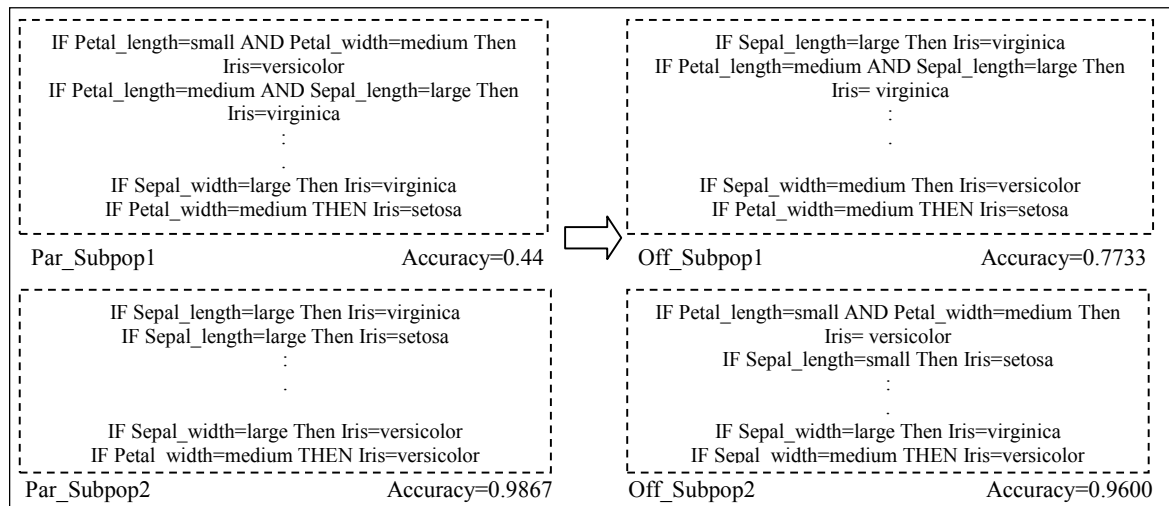 IF Petal_length=small AND Petal_width=medium Then
Iris=versicolor
IF Petal_length=medium AND Sepal_length=large Then
Iris=virginica
:
.
IF Sepal_width=large Then Iris=virginica
IF Petal_width=medium THEN Iris=setosa
Par_Subpop1 Accuracy=0.44
IF Sepal_length=large Then Iris=virginica
IF Petal_length=medium AND Sepal_length=large Then
Iris= virginica
:
.
IF Sepal_width=medium Then Iris=versicolor
IF Petal_width=medium THEN Iris=setosa
Off_Subpop1 Accuracy=0.7733
IF Sepal_length=large Then Iris=virginica
IF Sepal_length=large Then Iris=setosa
:
.
IF Sepal_width=large Then Iris=versicolor
IF Petal width=medium THEN Iris=versicolor
Par_Subpop2 Accuracy=0.9867
IF Petal_length=small AND Petal_width=medium Then
Iris= versicolor
IF Sepal_length=small Then Iris=setosa
:
.
IF Sepal_width=large Then Iris=virginica
IF Sepal width=medium THEN Iris=versicolor
Off_Subpop2 Accuracy=0.9600